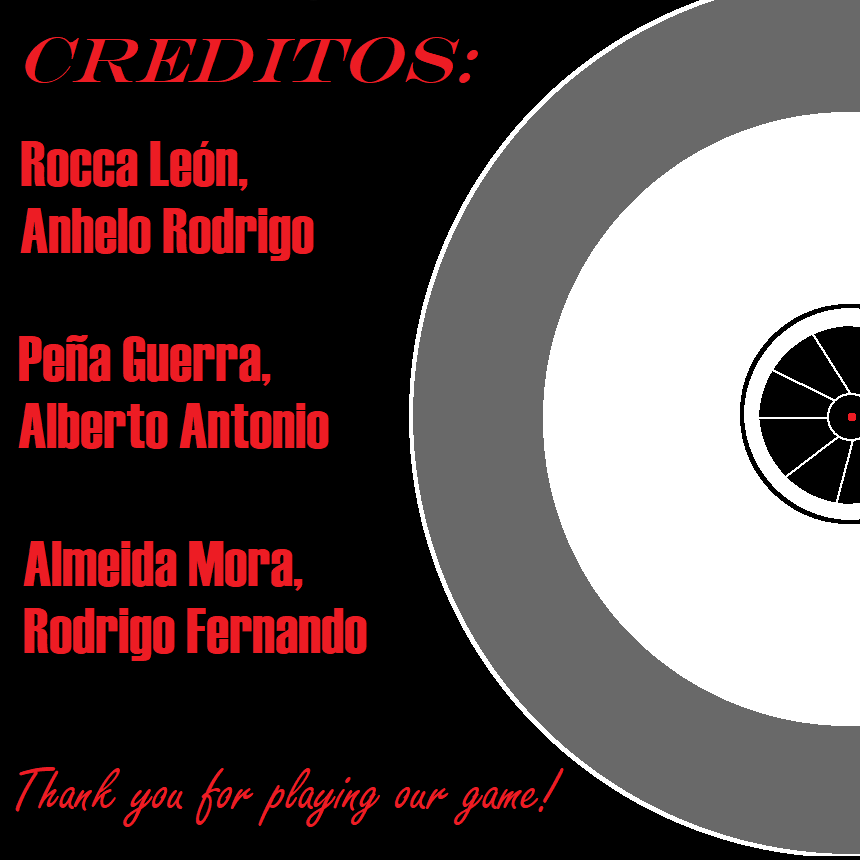 CREDITOS:
Rocca León,
Anhelo Rodrigo
Peña Guerra,
Alberto Antonio
Almeida Mora,
Rodrigo Fernando
Thank you for playing our game!